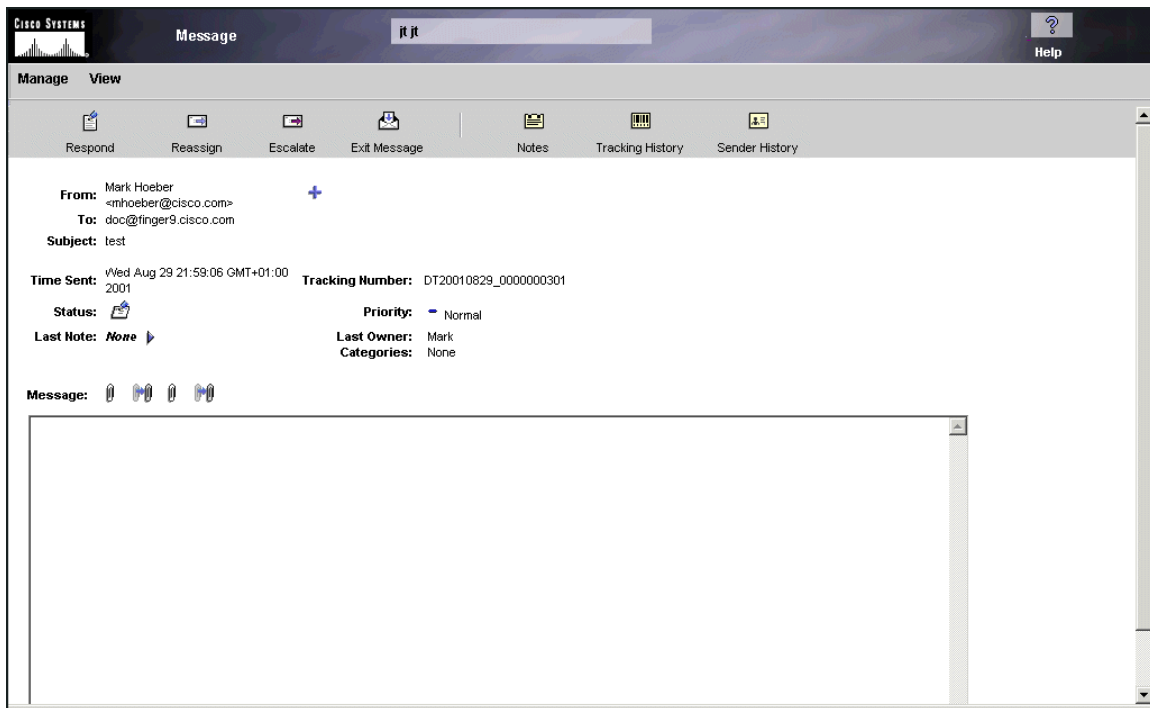 CISCO SYSTEMS
Message
jt jt
Help
Manage View
Respond Reassign Escalate Exit Message Notes Tracking History Sender History
From: Mark Hoeber
<mhoeber@cisco.com>
To: doc@finger9.cisco.com
Subject: test
Time Sent: Wed Aug 29 21:59:06 GMT+01:00
2001
Tracking Number: DT20010829_0000000301
Status: Priority: Normal
Last Note: None Last Owner: Mark
Categories: None
Message: